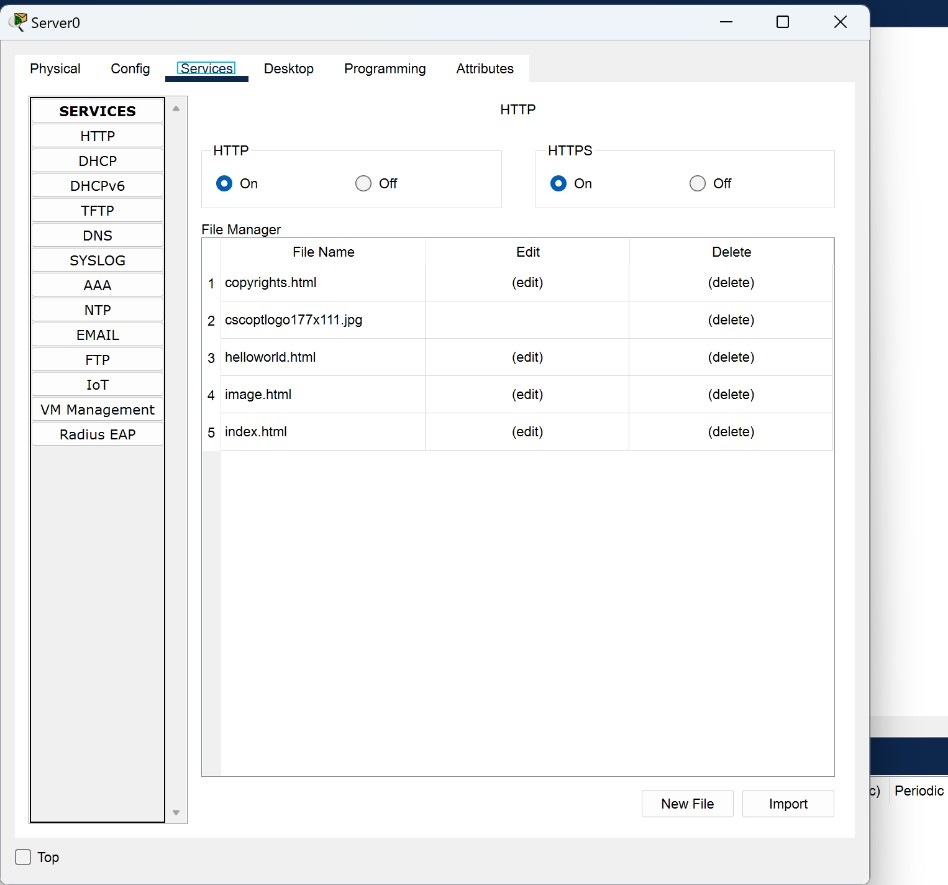 Server0
Physical Config Services Desktop Programming Attributes
SERVICES
HTTP
DHCP
DHCPv6
TFTP
DNS
SYSLOG
AAA
NTP
EMAIL
FTP
IoT
VM Management
Radius EAP
HTTP
HTTP
On Off
HTTPS
On Off
File Manager
File Name Edit Delete
1 copyrights.html (edit) (delete)
2 cscoptlogo177x111.jpg (delete)
3 helloworld.html (edit) (delete)
4 image.html (edit) (delete)
5 index.html (edit) (delete)
New File Import
Top
c) Periodic